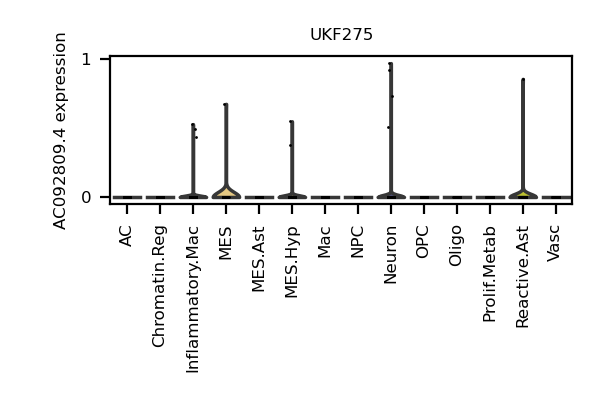 UKF275
AC092809.4 expression
1
0
AC
Chromatin.Reg
Inflammatory.Mac
MES
MES.Ast
MES.Hyp
Mac
NPC
Neuron
OPC
Oligo
Prolif.Metab
Reactive.Ast
Vasc